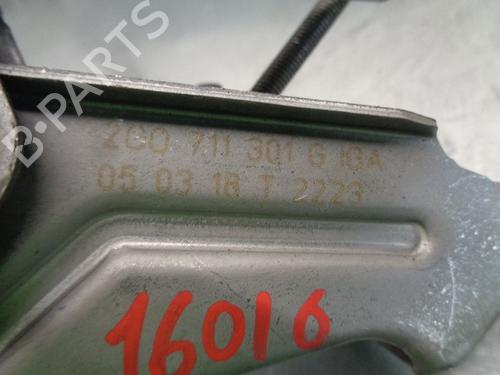 2G0 711 301 G IGA
05 03 18 T 2223
16016
B-PARTS